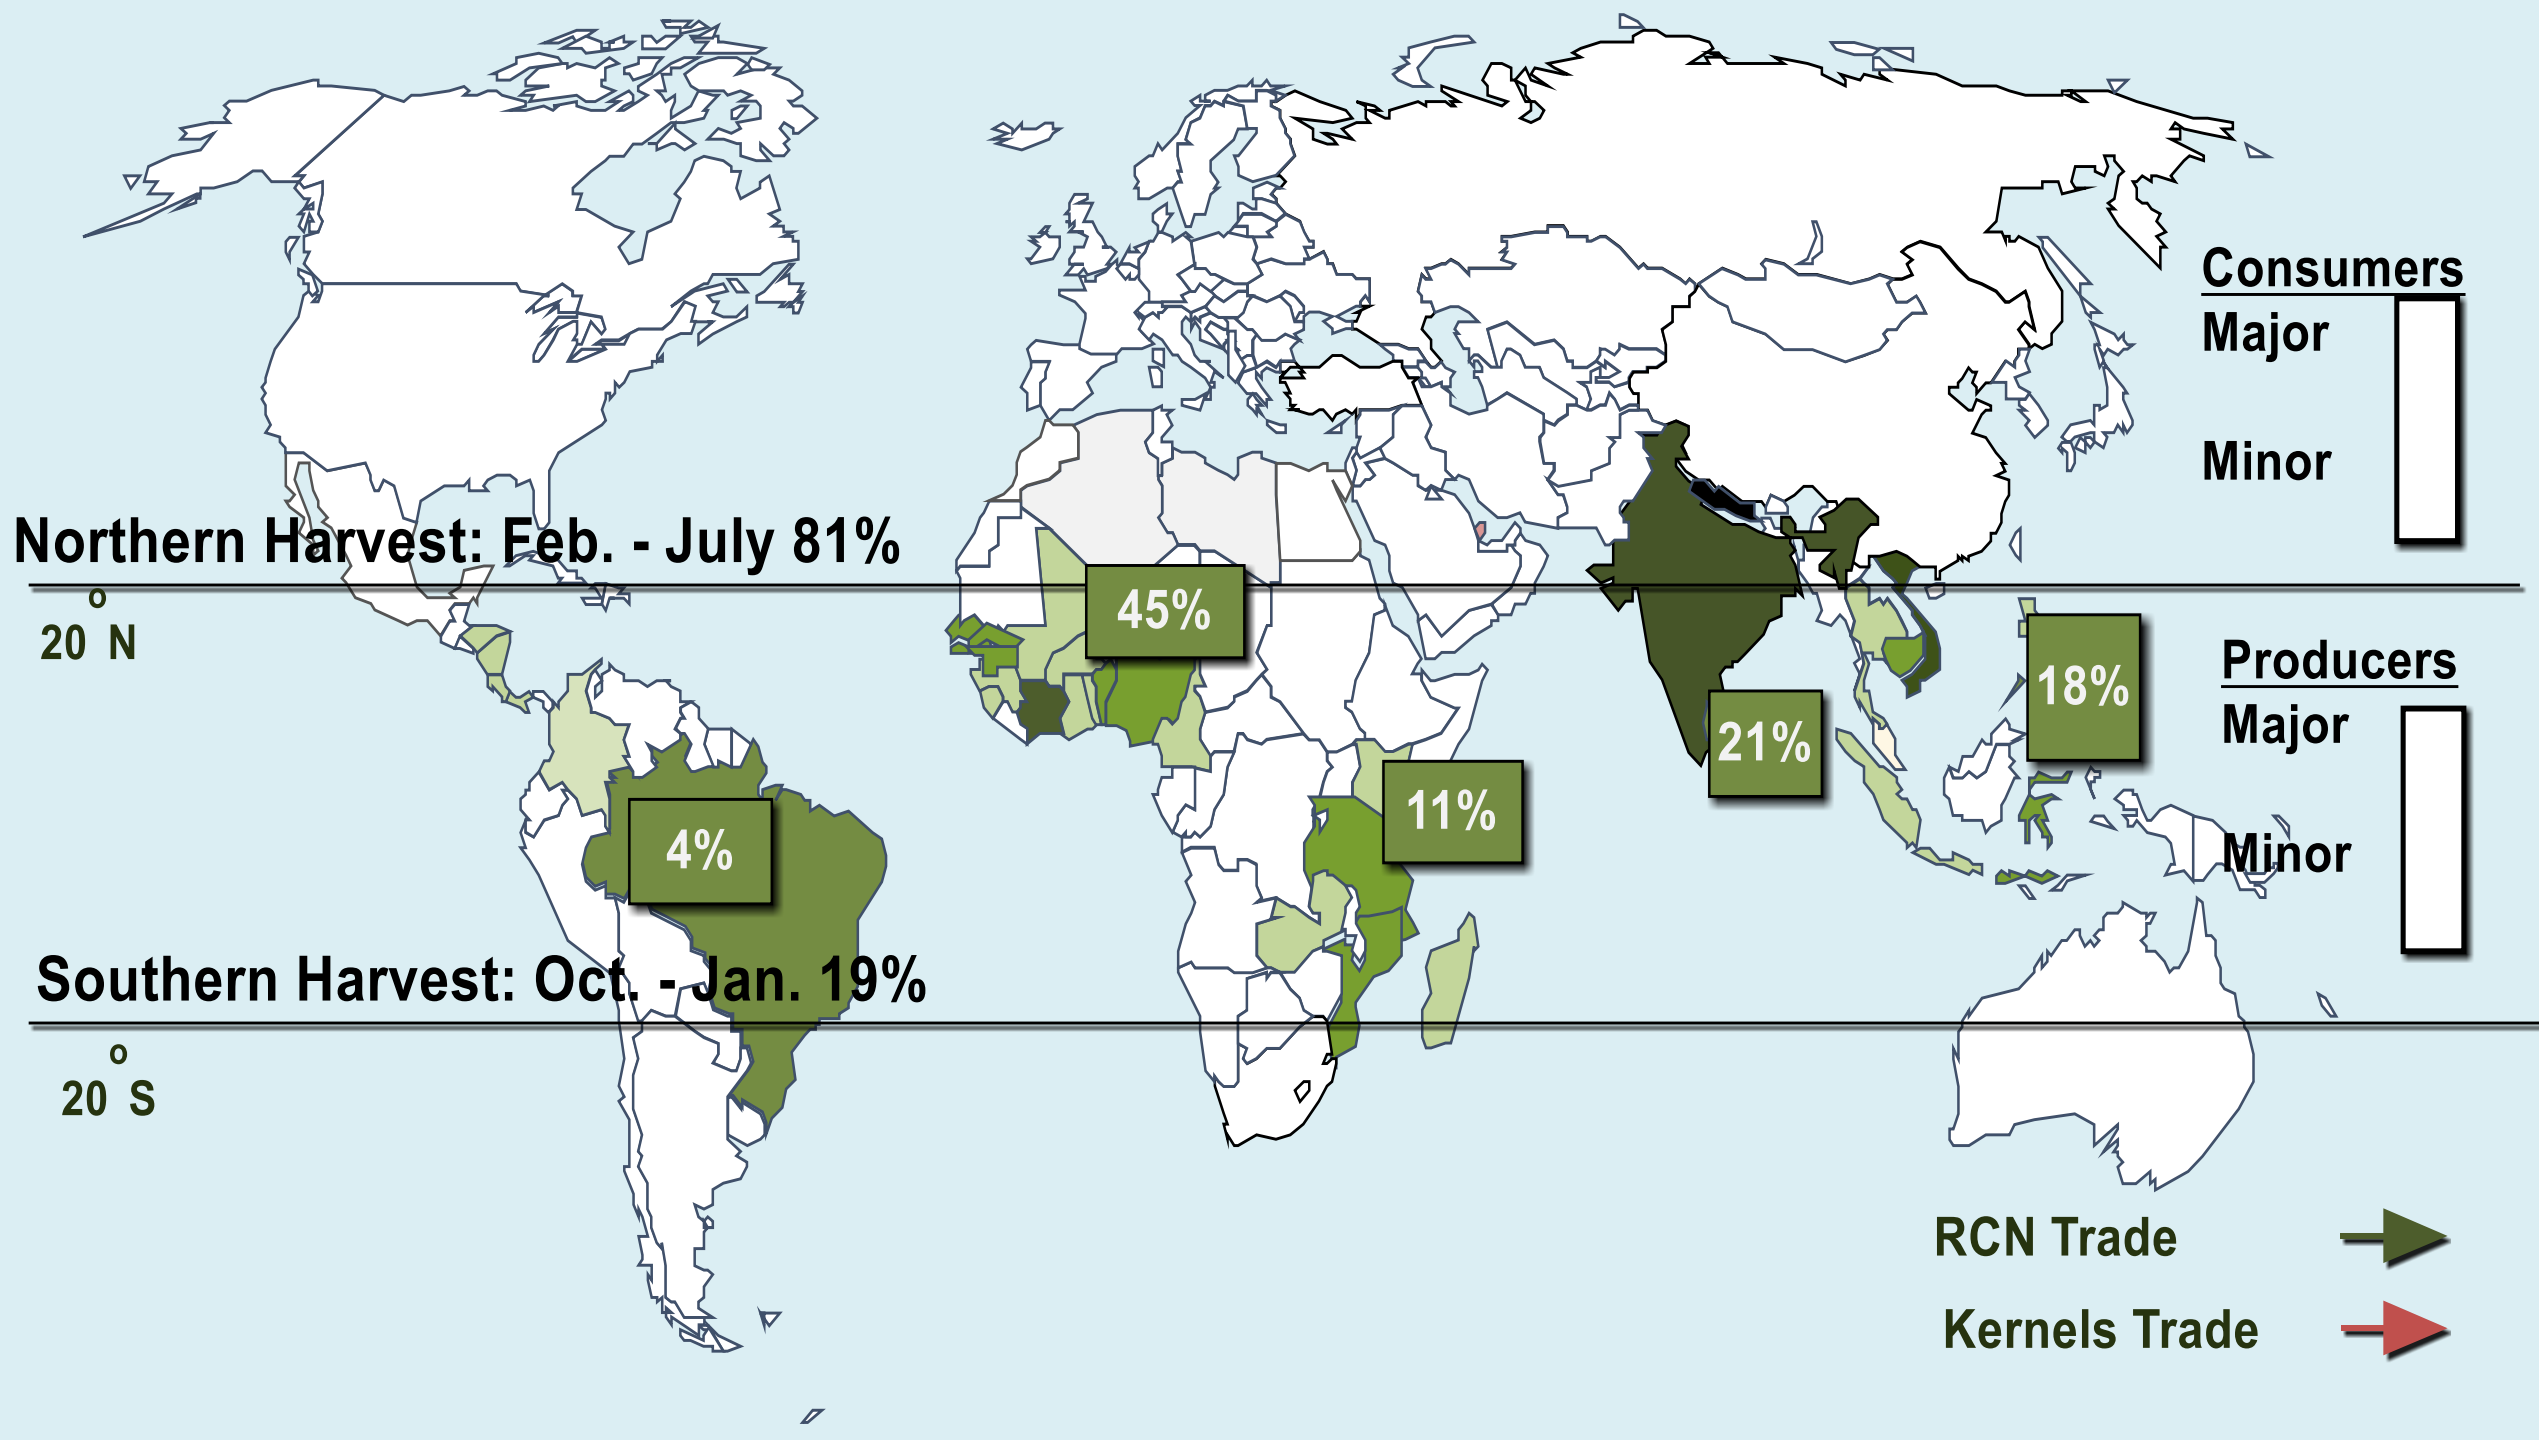 Consumers
Major
Minor
Northern Harvest: Feb. - July 81%
o
20 N
45%
18%
21%
11%
4%
Producers
Major
Minor
Southern Harvest: Oct. - Jan. 19%
o
20 S
RCN Trade
Kernels Trade